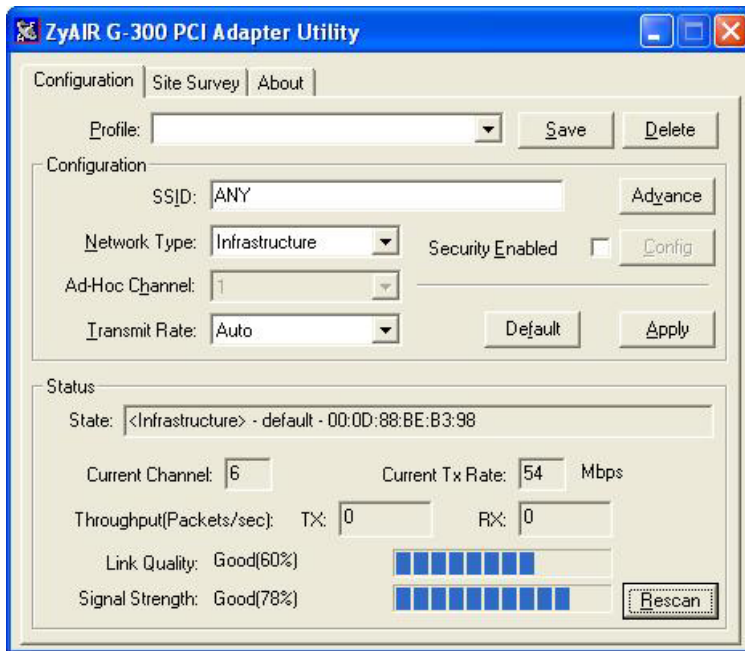 ZyAIR G-300 PCI Adapter Utility
Configuration Site Survey About
Profile: Save Delete
Configuration
SSID: ANY Advance
Network Type: Infrastructure Security Enabled Config
Ad-Hoc Channel: 1
Transmit Rate: Auto Default Apply
Status
State: <Infrastructure> - default - 00:0D:88:BE:B3:98
Current Channel: 6 Current Tx Rate: 54 Mbps
Throughput(Packets/sec): TX: 0 RX: 0
Link Quality: Good(60%)
Signal Strength: Good(78%) Rescan